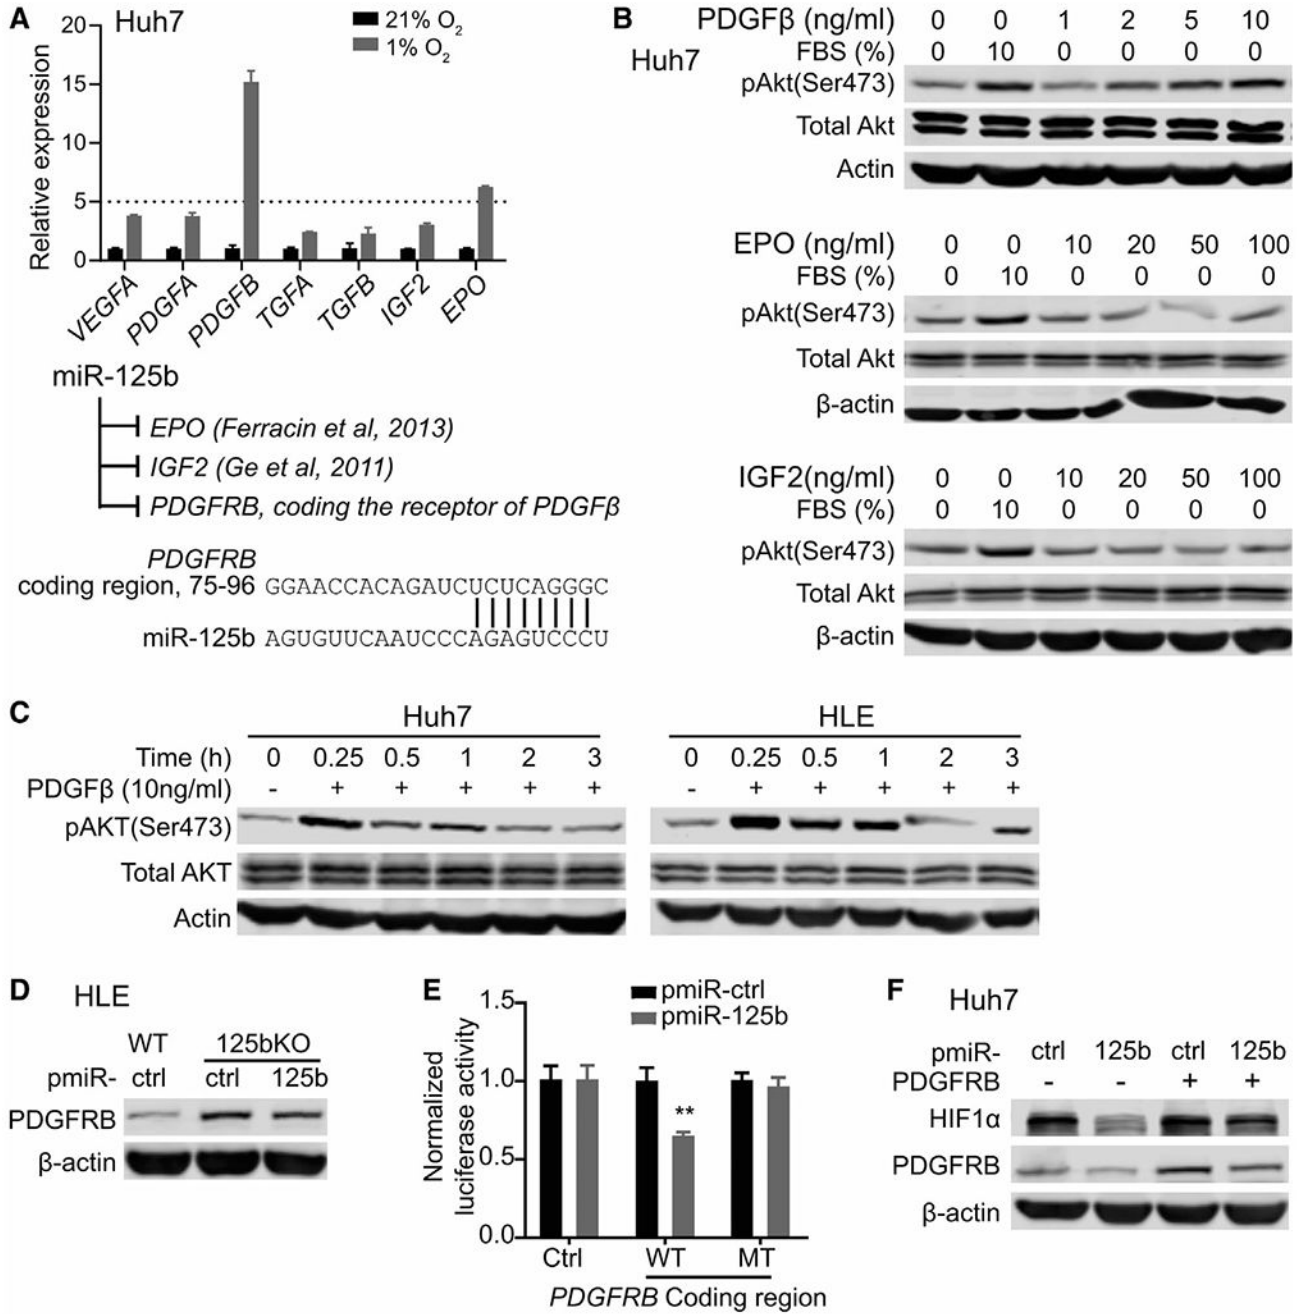 A Huh7
21% O2
1% O2
Relative expression
20
15
10
5
0
VEGFA PDGFA PDGFB TGFA TGFB IGF2 EPO
miR-125b
EPO (Ferracin et al, 2013)
IGF2 (Ge et al, 2011)
PDGFRB, coding the receptor of PDGFβ
PDGFRB
coding region, 75-96 GGAACCACAGAUCUCUCAGGGC
miR-125b AGUGUUCAAUCCCAGAGUCCCU
B PDGFβ (ng/ml) 0 0 1 2 5 10
Huh7 FBS (%) 0 10 0 0 0 0
pAkt(Ser473)
Total Akt
Actin
EPO (ng/ml) 0 0 10 20 50 100
FBS (%) 0 10 0 0 0 0
pAkt(Ser473)
Total Akt
β-actin
IGF2(ng/ml) 0 0 10 20 50 100
FBS (%) 0 10 0 0 0 0
pAkt(Ser473)
Total Akt
β-actin
C Huh7 HLE
Time (h) 0 0.25 0.5 1 2 3 0 0.25 0.5 1 2 3
PDGFβ (10ng/ml) - + + + + + - + + + + +
pAKT(Ser473)
Total AKT
Actin
D HLE
WT 125bKO
pmiR- ctrl ctrl 125b
PDGFRB
β-actin
E
pmiR-ctrl
pmiR-125b
Normalized
luciferase activity
1.5
1.0
0.5
0.0
**
Ctrl WT MT
PDGFRB Coding region
F Huh7
pmiR- ctrl 125b ctrl 125b
PDGFRB - - + +
HIF1α
PDGFRB
β-actin